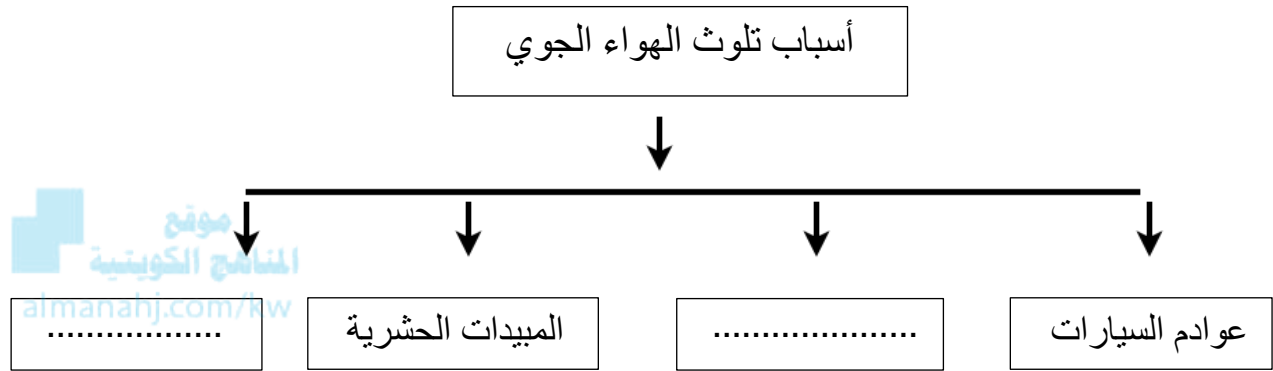 أسباب تلوث الهواء الجوي
موقع
المناهج الكويتية
almanahj.com/kw
عوادم السيارات
.....................
المبيدات الحشرية
..................